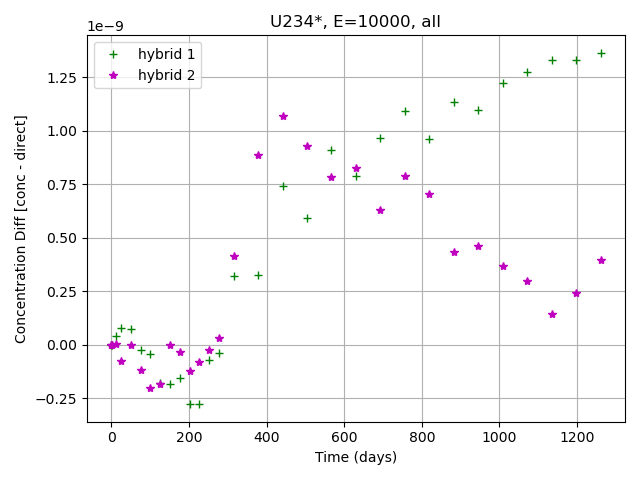 U234*, E=10000, all
1e−9
hybrid 1
hybrid 2
1.25
1.00
0.75
0.50
0.25
0.00
−0.25
Concentration Diff [conc - direct]
0 200 400 600 800 1000 1200
Time (days)